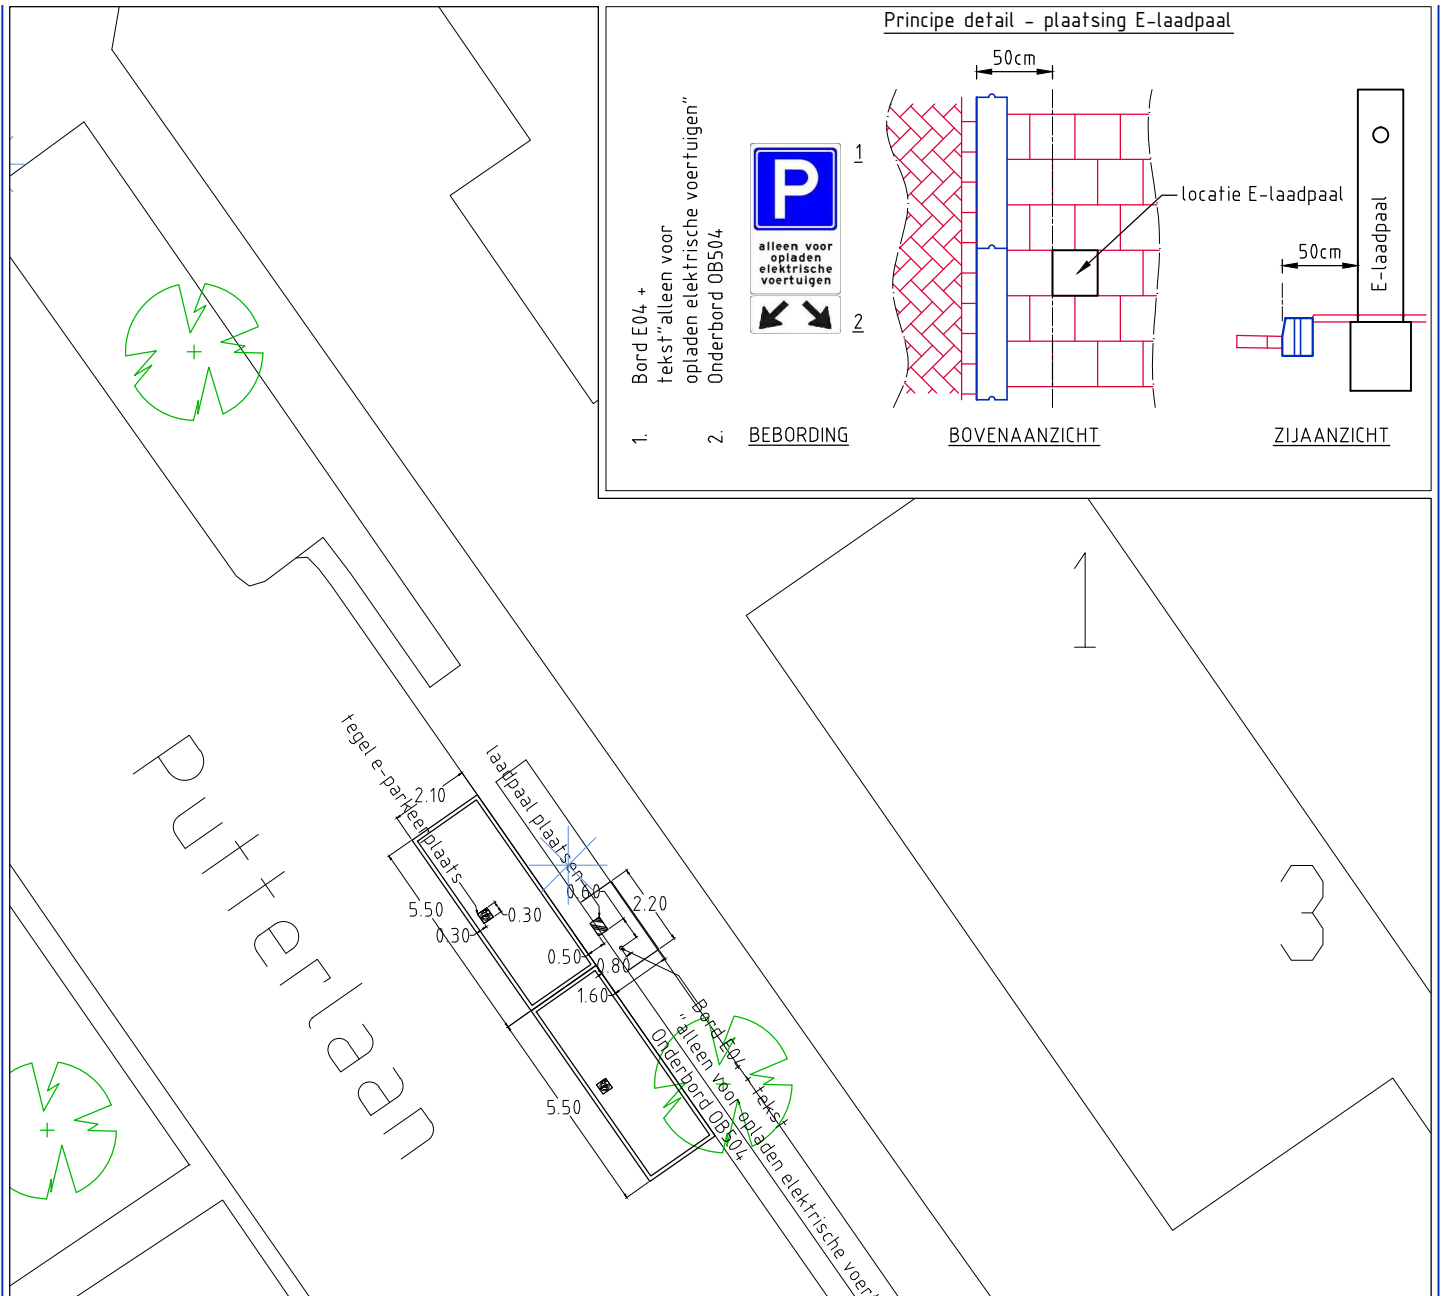 Principe detail - plaatsing E-laadpaal
1. Bord E04 +
tekst "alleen voor
opladen elektrische voertuigen"
2. Onderbord OB504
P
alleen voor
opladen
elektrische
voertuigen
1
2
BEBORDING
50cm
locatie E-laadpaal
BOVENAANZICHT
50cm
E-laadpaal
ZIJAANZICHT
1
3
Putterlaan
tegel e-parkeerplaats
laadpaal plaatsen
2.10
5.50
0.30
0.30
0.60
2.20
0.50
0.80
1.60
5.50
Bord E04 + tekst
"alleen voor opladen elektrische
Onderbord OB504